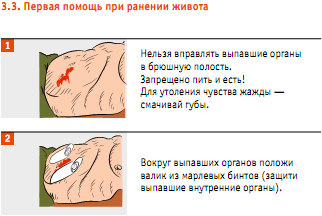 3.3. Первая помощь при ранении живота
1
Нельзя вправлять выпавшие органы
в брюшную полость.
Запрещено пить и есть!
Для утоления чувства жажды —
смачивай губы.
2
Вокруг выпавших органов положи
валик из марлевых бинтов (защити
выпавшие внутренние органы).